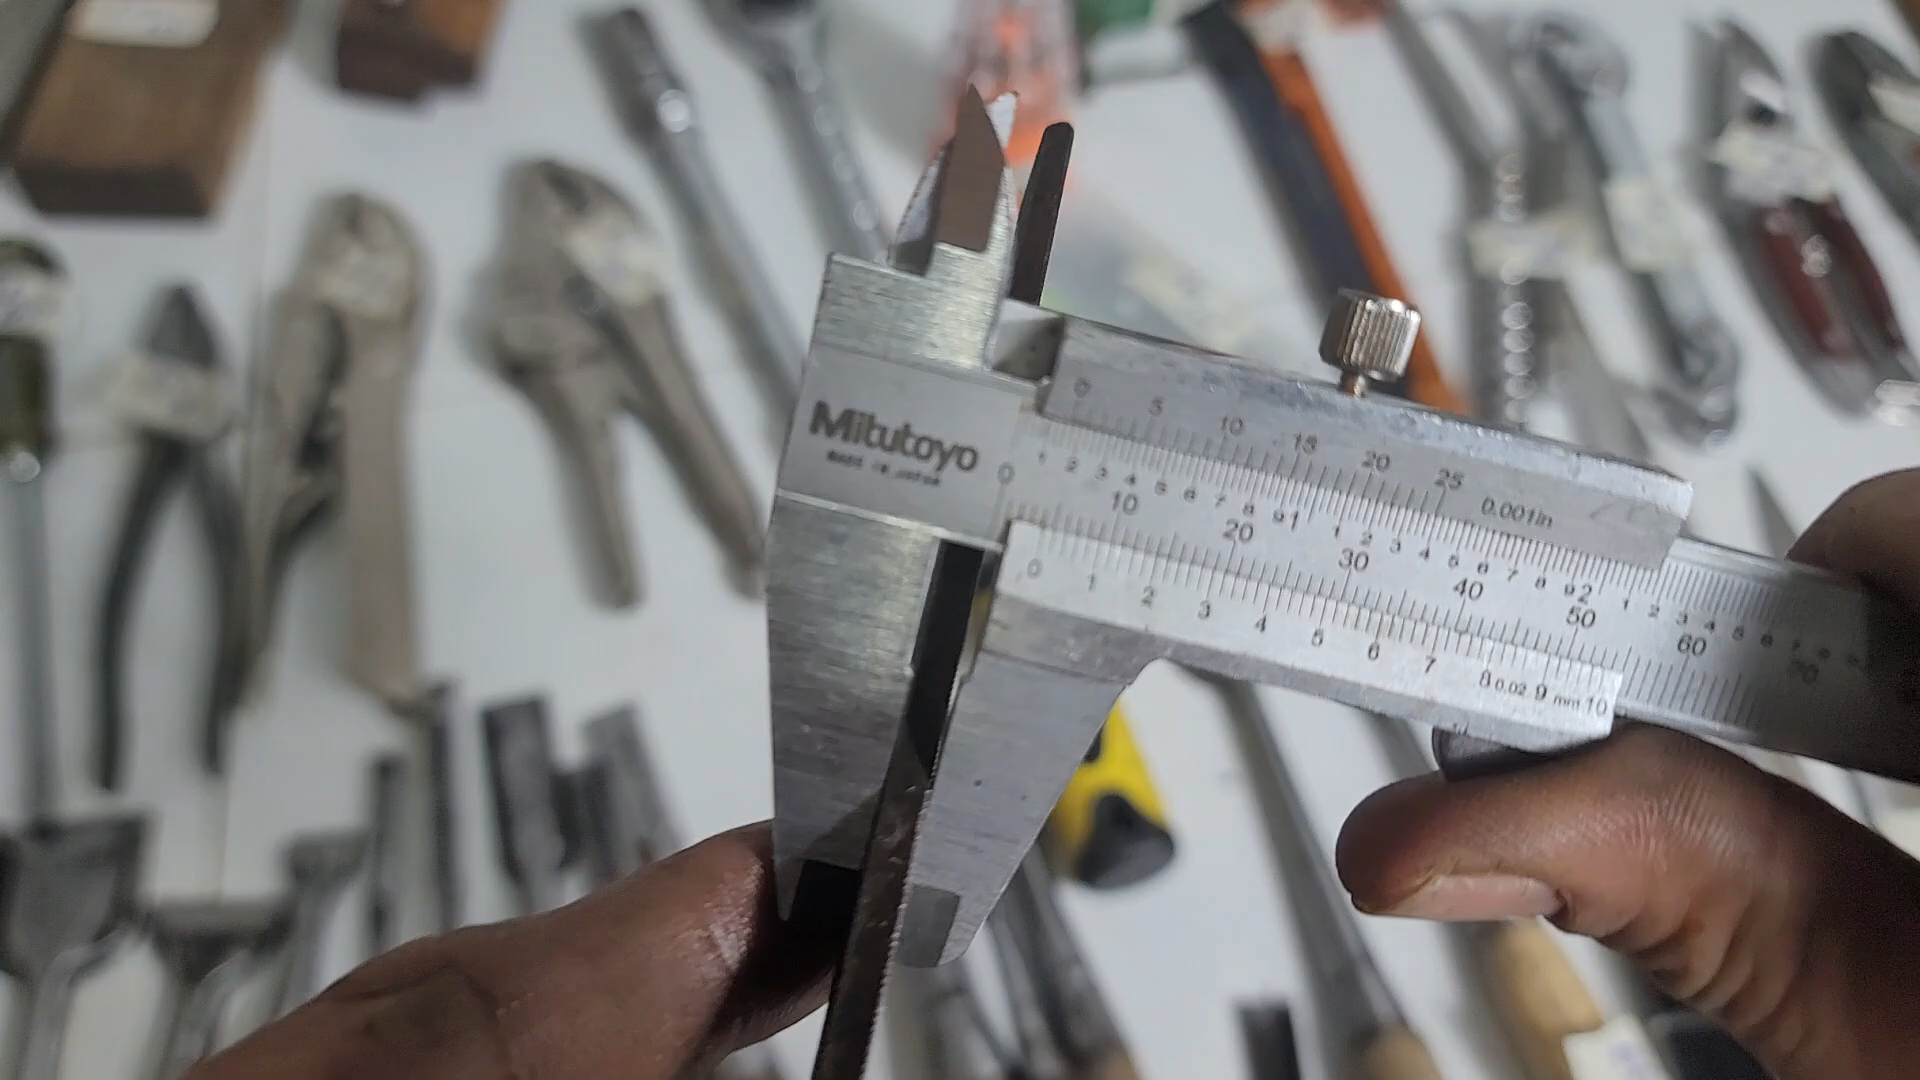 Mitutoyo
MADE IN JAPAN
0 5 10 15 20 25 0.001in
0 1 2 3 4 5 6 7 8 9 1 1 2 3 4 5 6 7 8 9 2 1 2 3 4 5 6 7
10 20 30 40 50 60 70
0 1 2 3 4 5 6 7 8 0.02 9 mm 10